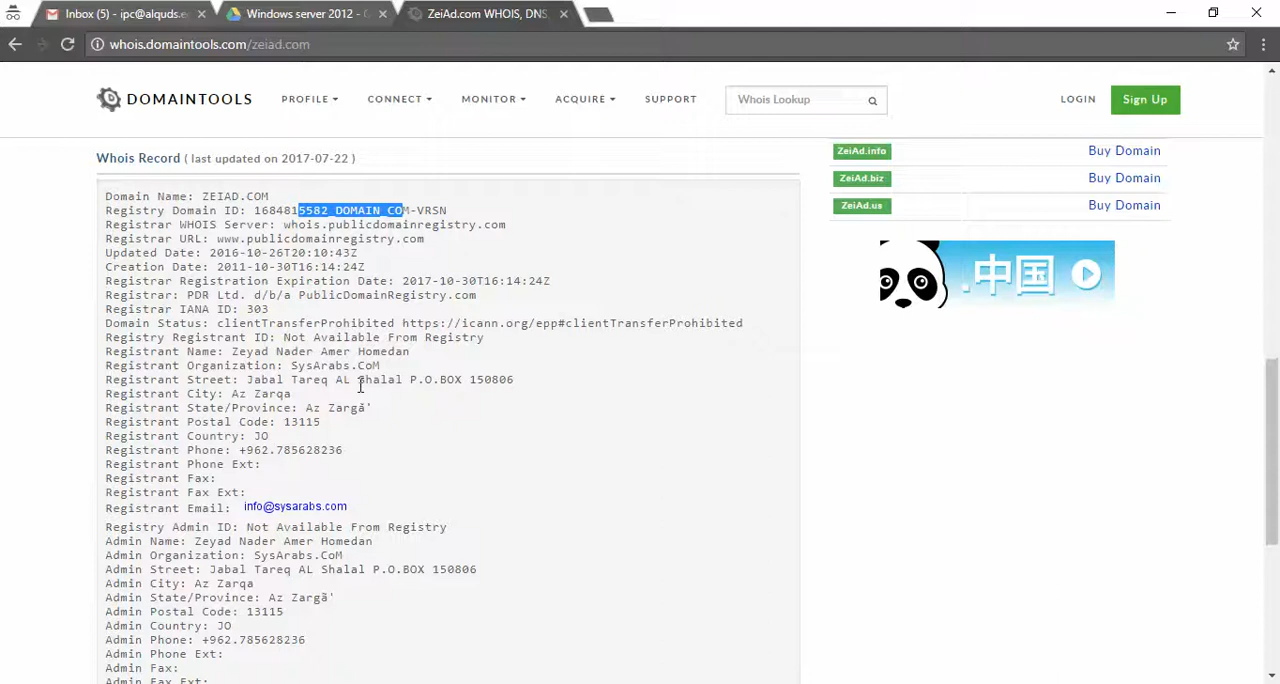 Inbox (5) - ipc@alquds.e
Windows server 2012 -
ZeiAd.com WHOIS, DNS,
whois.domaintools.com/zeiad.com
DOMAINTOOLS
PROFILE
CONNECT
MONITOR
ACQUIRE
SUPPORT
Whois Lookup
LOGIN
Sign Up
Whois Record ( last updated on 2017-07-22 )
Domain Name: ZEIAD.COM
Registry Domain ID: 1684815582_DOMAIN_COM-VRSN
Registrar WHOIS Server: whois.publicdomainregistry.com
Registrar URL: www.publicdomainregistry.com
Updated Date: 2016-10-26T20:10:43Z
Creation Date: 2011-10-30T16:14:24Z
Registrar Registration Expiration Date: 2017-10-30T16:14:24Z
Registrar: PDR Ltd. d/b/a PublicDomainRegistry.com
Registrar IANA ID: 303
Domain Status: clientTransferProhibited https://icann.org/epp#clientTransferProhibited
Registry Registrant ID: Not Available From Registry
Registrant Name: Zeyad Nader Amer Homedan
Registrant Organization: SysArabs.CoM
Registrant Street: Jabal Tareq AL Shalal P.O.BOX 150806
Registrant City: Az Zarqa
Registrant State/Province: Az Zargã'
Registrant Postal Code: 13115
Registrant Country: JO
Registrant Phone: +962.785628236
Registrant Phone Ext:
Registrant Fax:
Registrant Fax Ext:
Registrant Email: info@sysarabs.com
Registry Admin ID: Not Available From Registry
Admin Name: Zeyad Nader Amer Homedan
Admin Organization: SysArabs.CoM
Admin Street: Jabal Tareq AL Shalal P.O.BOX 150806
Admin City: Az Zarqa
Admin State/Province: Az Zargã'
Admin Postal Code: 13115
Admin Country: JO
Admin Phone: +962.785628236
Admin Phone Ext:
Admin Fax:
Admin Fax Ext:
ZeiAd.info Buy Domain
ZeiAd.biz Buy Domain
ZeiAd.us Buy Domain
.中国